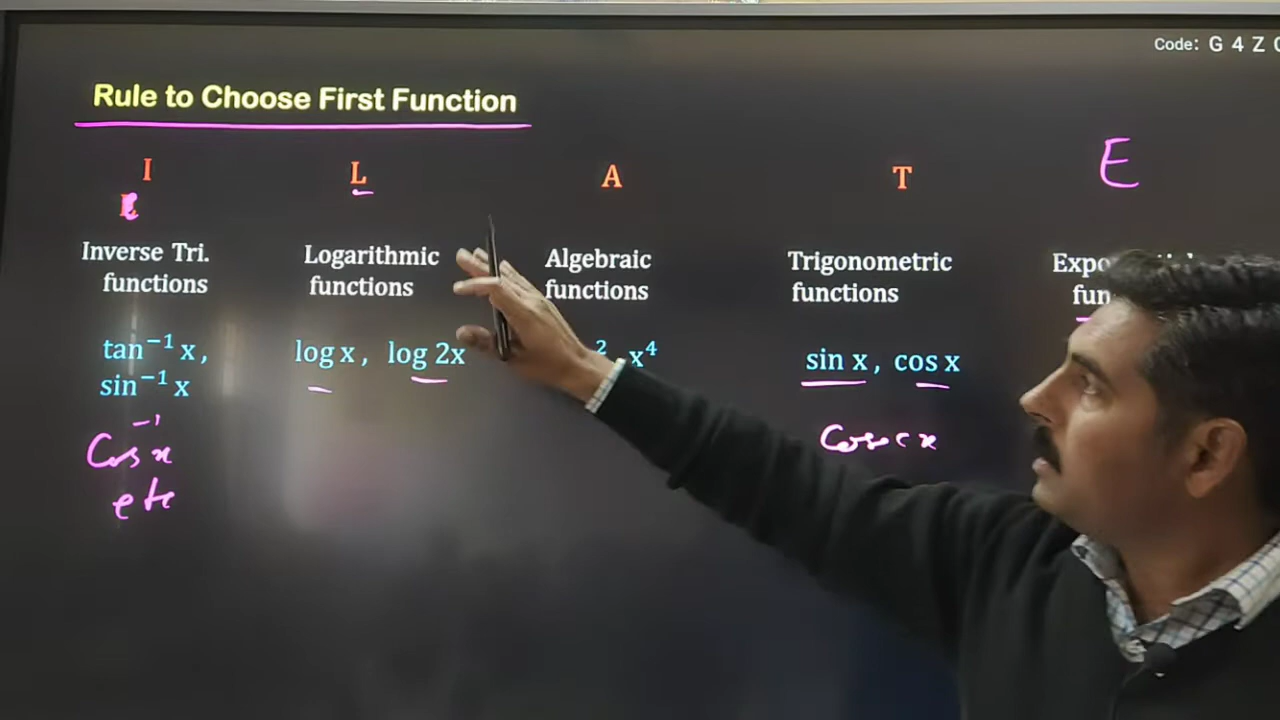 Code: G 4 Z
Rule to Choose First Function
I L A T E
Inverse Tri. functions
Logarithmic functions
Algebraic functions
Trigonometric functions
tan⁻¹ x,
sin⁻¹ x
Cos⁻¹ x
etc
log x, log 2x
x⁴
sin x, cos x
Cosec x